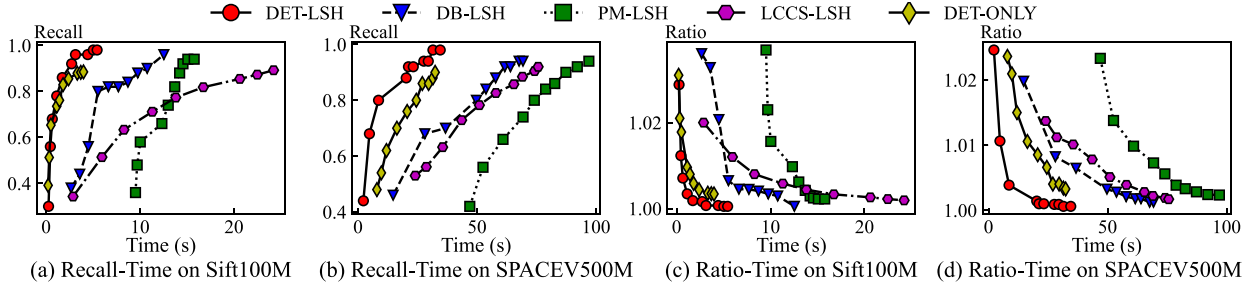 DET-LSH DB-LSH PM-LSH LCCS-LSH DET-ONLY
Recall
1.0
0.8
0.6
0.4
0 10 20
Time (s)
(a) Recall-Time on Sift100M
Recall
1.0
0.8
0.6
0.4
0 50 100
Time (s)
(b) Recall-Time on SPACEV500M
Ratio
1.04
1.02
1.00
0 10 20
Time (s)
(c) Ratio-Time on Sift100M
Ratio
1.02
1.01
1.00
50 100
Time (s)
(d) Ratio-Time on SPACEV500M